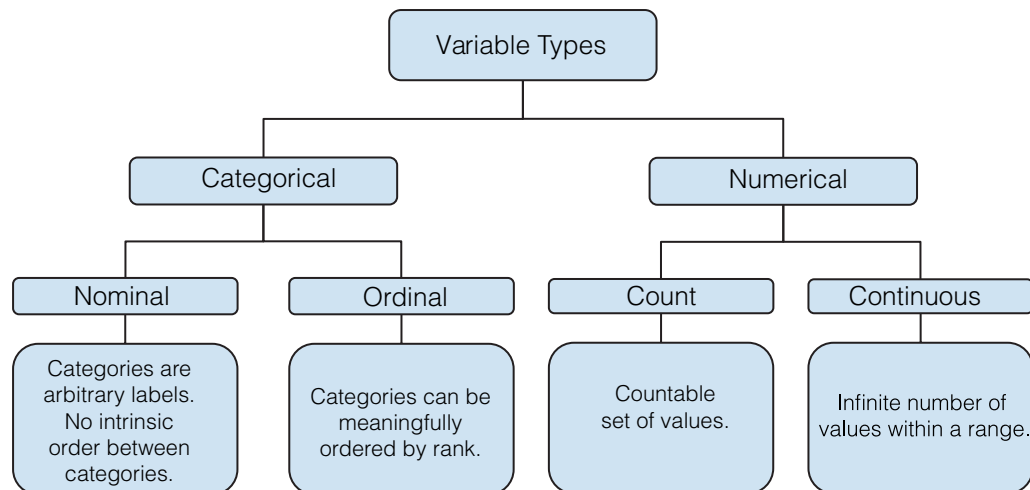 Variable Types
Categorical
Numerical
Nominal
Ordinal
Count
Continuous
Categories are
arbitrary labels.
No intrinsic
order between
categories.
Categories can be
meaningfully
ordered by rank.
Countable
set of values.
Infinite number of
values within a range.